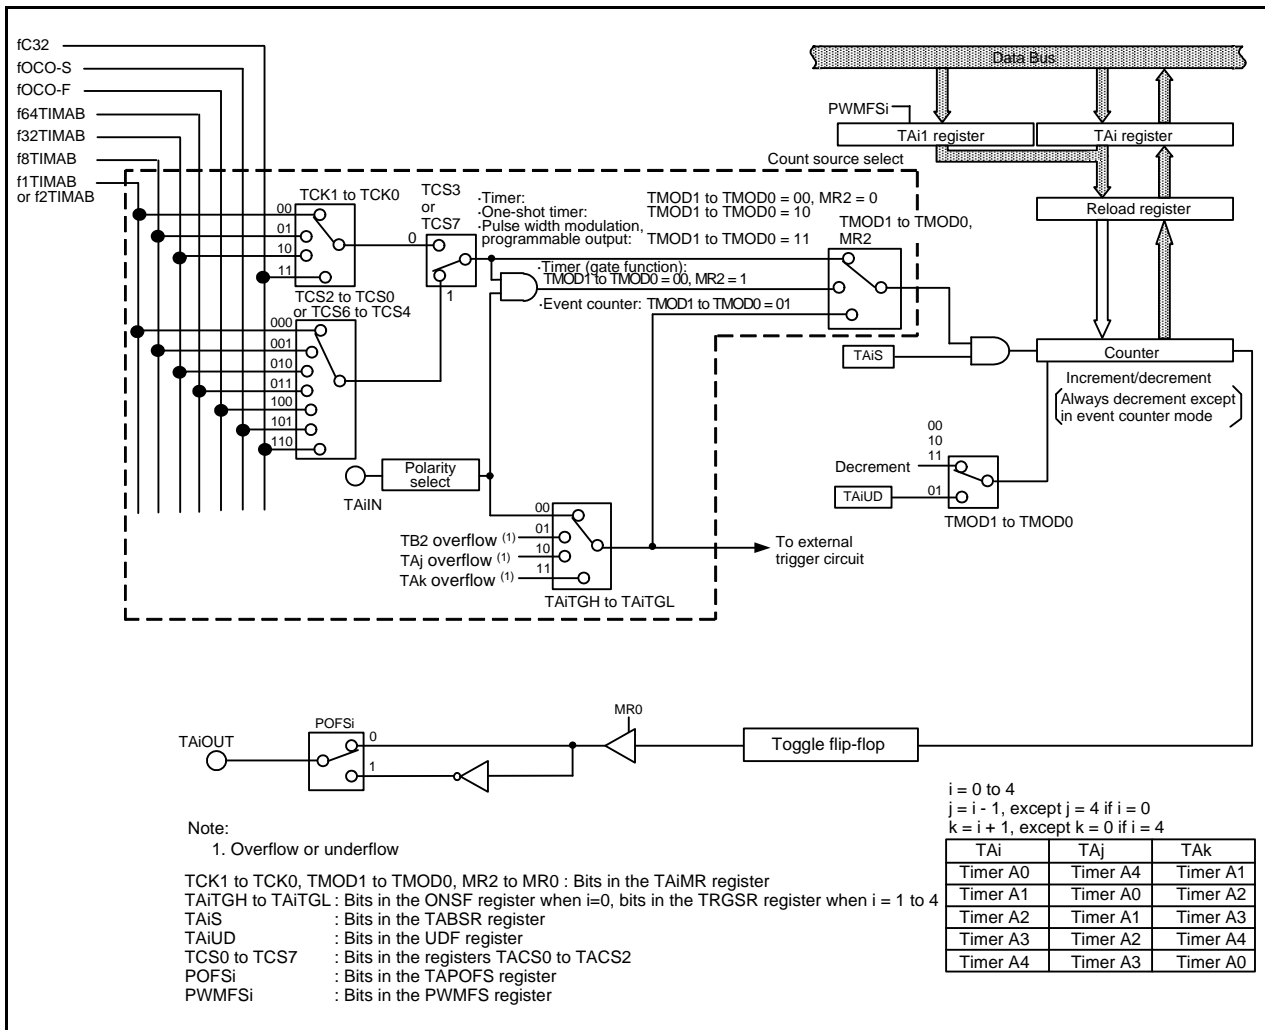 fC32
fOCO-S
fOCO-F
f64TIMAB
f32TIMAB
f8TIMAB
f1TIMAB
or f2TIMAB
Data Bus
PWMFSi
TAi1 register
TAi register
Count source select
Reload register
TCK1 to TCK0
00
01
10
11
TCS3
or
TCS7
0
1
·Timer: TMOD1 to TMOD0 = 00, MR2 = 0
·One-shot timer: TMOD1 to TMOD0 = 10
·Pulse width modulation,
programmable output: TMOD1 to TMOD0 = 11
TMOD1 to TMOD0,
MR2
·Timer (gate function):
TMOD1 to TMOD0 = 00, MR2 = 1
·Event counter: TMOD1 to TMOD0 = 01
TCS2 to TCS0
or TCS6 to TCS4
000
001
010
011
100
101
110
TAiS
Counter
Increment/decrement
(Always decrement except
in event counter mode)
00
10
11
Decrement
TAiUD
01
TMOD1 to TMOD0
TAiIN
Polarity
select
00
01
10
11
TB2 overflow (1)
TAj overflow (1)
TAk overflow (1)
TAiTGH to TAiTGL
To external
trigger circuit
TAiOUT
POFSi
0
1
MR0
Toggle flip-flop
i = 0 to 4
j = i - 1, except j = 4 if i = 0
k = i + 1, except k = 0 if i = 4
TAi TAj TAk
Timer A0 Timer A4 Timer A1
Timer A1 Timer A0 Timer A2
Timer A2 Timer A1 Timer A3
Timer A3 Timer A2 Timer A4
Timer A4 Timer A3 Timer A0
Note:
1. Overflow or underflow
TCK1 to TCK0, TMOD1 to TMOD0, MR2 to MR0 : Bits in the TAiMR register
TAiTGH to TAiTGL : Bits in the ONSF register when i=0, bits in the TRGSR register when i = 1 to 4
TAiS : Bits in the TABSR register
TAiUD : Bits in the UDF register
TCS0 to TCS7 : Bits in the registers TACS0 to TACS2
POFSi : Bits in the TAPOFS register
PWMFSi : Bits in the PWMFS register